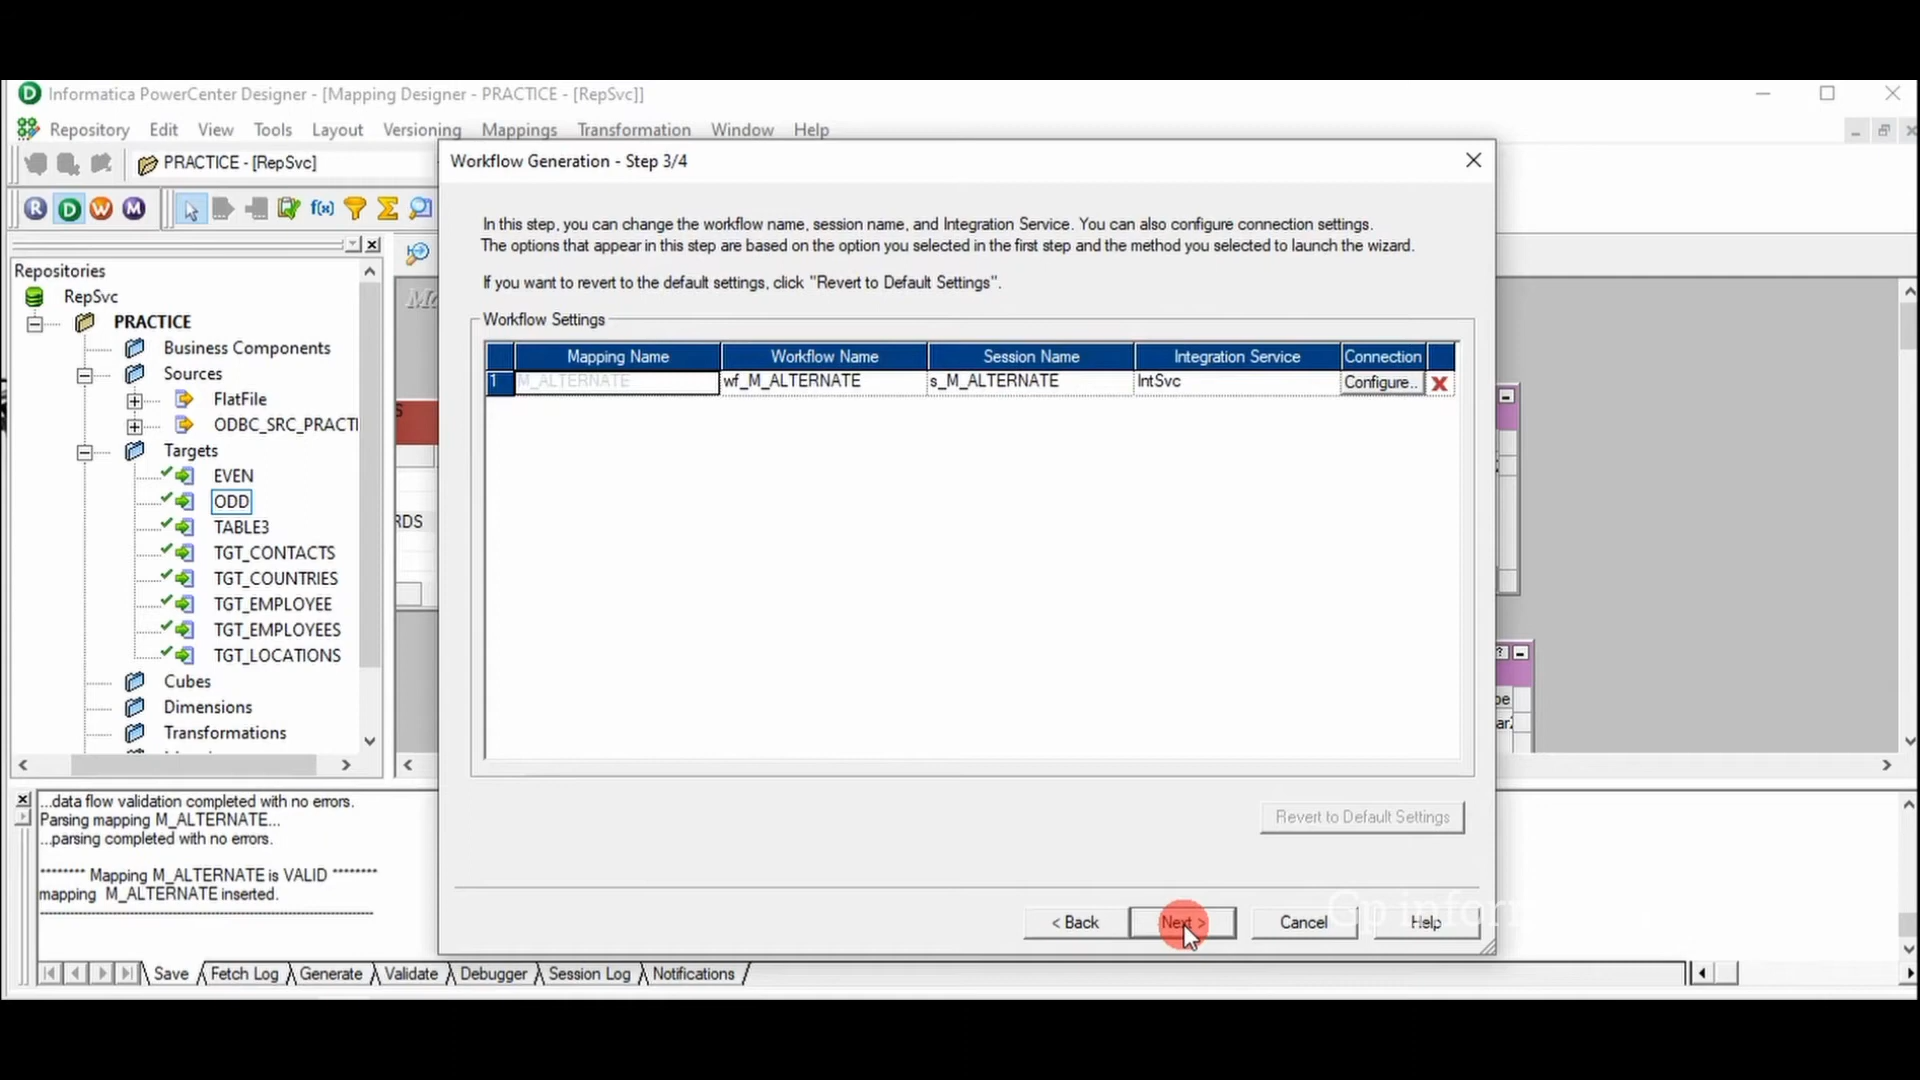 Informatica PowerCenter Designer - [Mapping Designer - PRACTICE - [RepSvc]]
Repository Edit View Tools Layout Versioning Mappings Transformation Window Help
PRACTICE - [RepSvc]
Workflow Generation - Step 3/4
In this step, you can change the workflow name, session name, and Integration Service. You can also configure connection settings.
The options that appear in this step are based on the option you selected in the first step and the method you selected to launch the wizard.
If you want to revert to the default settings, click "Revert to Default Settings".
Workflow Settings
Mapping Name Workflow Name Session Name Integration Service Connection
1 M_ALTERNATE wf_M_ALTERNATE s_M_ALTERNATE IntSvc Configure..
Revert to Default Settings
< Back Next > Cancel Help
Repositories
RepSvc
PRACTICE
Business Components
Sources
FlatFile
ODBC_SRC_PRACTI
Targets
EVEN
ODD
TABLE3
TGT_CONTACTS
TGT_COUNTRIES
TGT_EMPLOYEE
TGT_EMPLOYEES
TGT_LOCATIONS
Cubes
Dimensions
Transformations
RDS
...data flow validation completed with no errors.
Parsing mapping M_ALTERNATE...
...parsing completed with no errors.
******** Mapping M_ALTERNATE is VALID ********
mapping M_ALTERNATE inserted.
Save Fetch Log Generate Validate Debugger Session Log Notifications
Gp inform